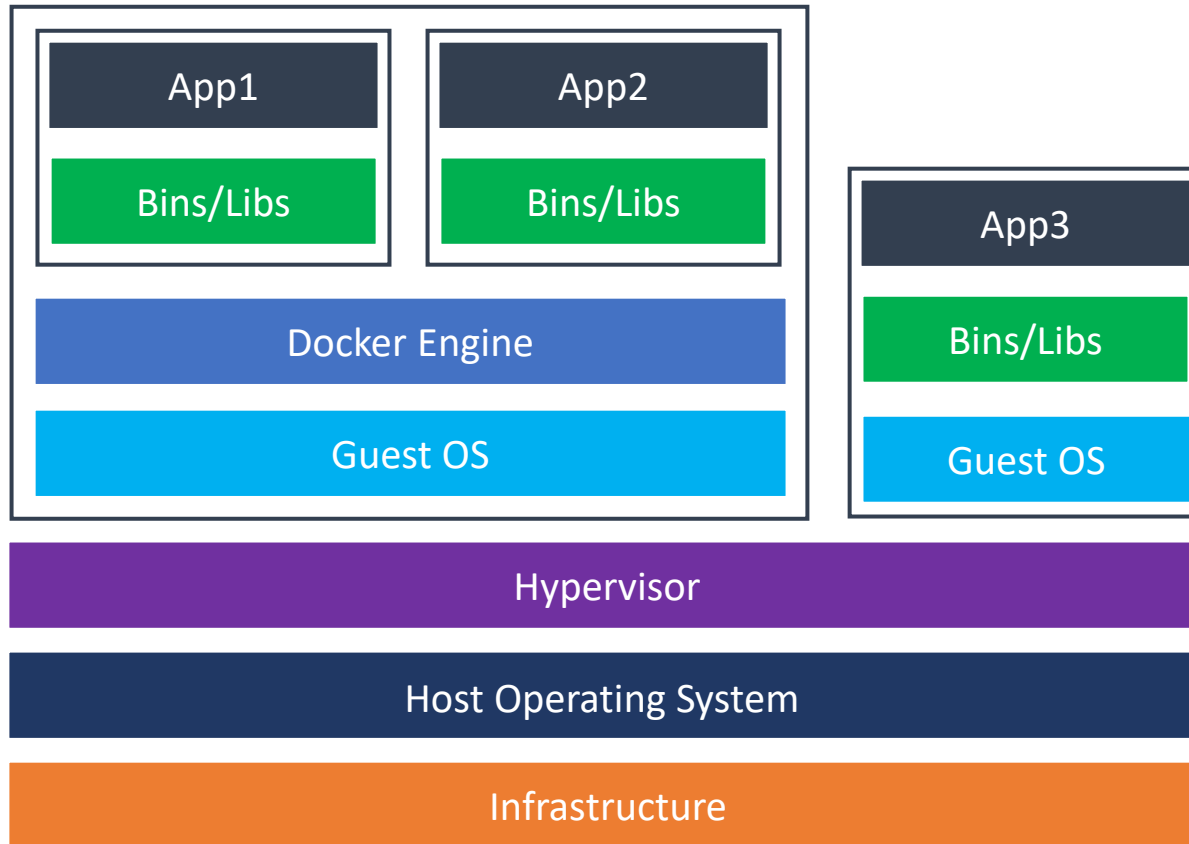 App1
App2
Bins/Libs
Bins/Libs
Docker Engine
Guest OS
App3
Bins/Libs
Guest OS
Hypervisor
Host Operating System
Infrastructure